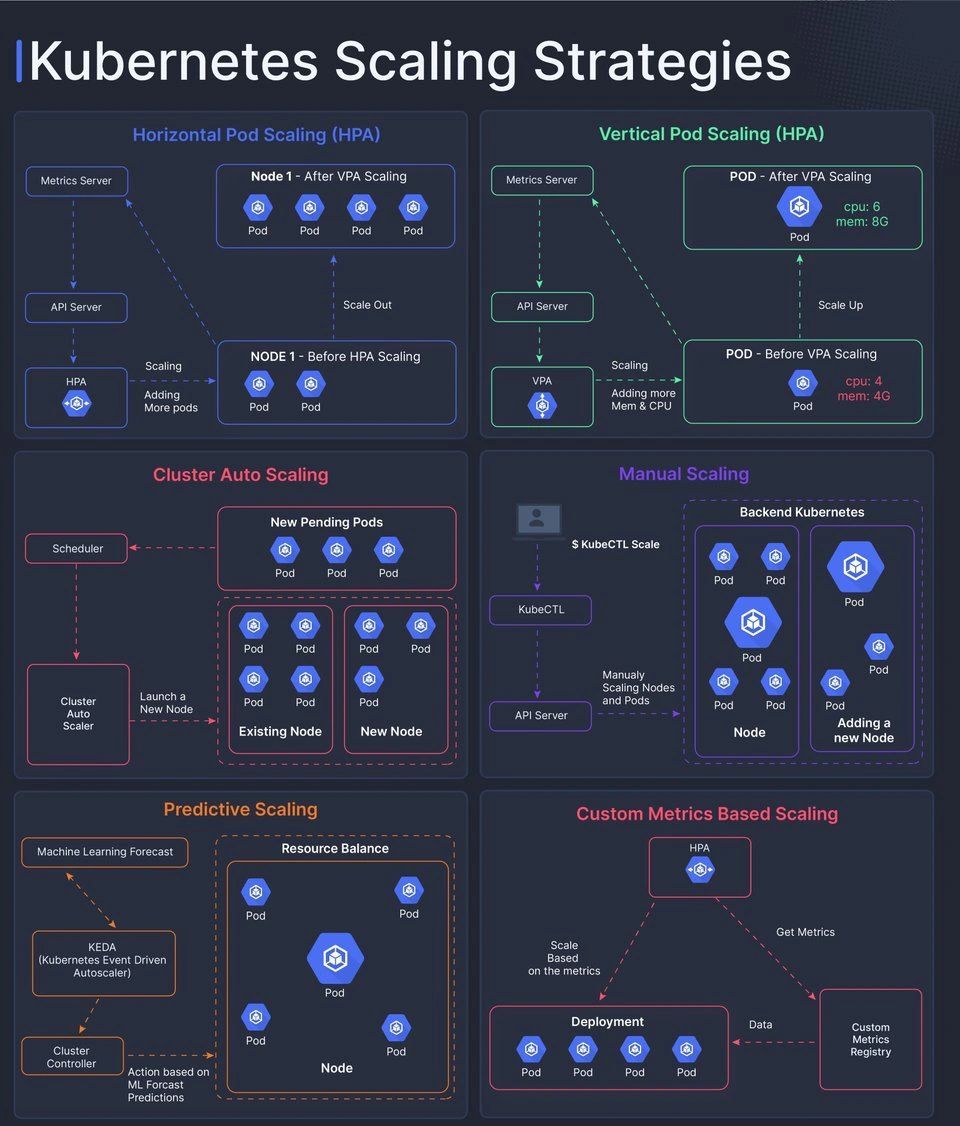 Kubernetes Scaling Strategies
Horizontal Pod Scaling (HPA)
Metrics Server
Node 1 - After VPA Scaling
Pod Pod Pod Pod
API Server
Scale Out
NODE 1 - Before HPA Scaling
HPA
Scaling
Adding
More pods
Pod Pod
Vertical Pod Scaling (HPA)
Metrics Server
POD - After VPA Scaling
cpu: 6
mem: 8G
Pod
API Server
Scale Up
POD - Before VPA Scaling
VPA
Scaling
Adding more
Mem & CPU
cpu: 4
mem: 4G
Pod
Cluster Auto Scaling
New Pending Pods
Scheduler
Pod Pod Pod
Pod Pod Pod Pod
Pod Pod Pod
Cluster
Auto
Scaler
Launch a
New Node
Existing Node
New Node
Manual Scaling
Backend Kubernetes
$ KubeCTL Scale
KubeCTL
API Server
Manualy
Scaling Nodes
and Pods
Pod Pod
Pod
Pod Pod
Node
Pod
Pod
Pod
Adding a
new Node
Predictive Scaling
Machine Learning Forecast
KEDA
(Kubernetes Event Driven
Autoscaler)
Cluster
Controller
Action based on
ML Forcast
Predictions
Resource Balance
Pod Pod
Pod
Pod Pod
Node
Custom Metrics Based Scaling
HPA
Scale
Based
on the metrics
Get Metrics
Deployment
Pod Pod Pod Pod
Data
Custom
Metrics
Registry